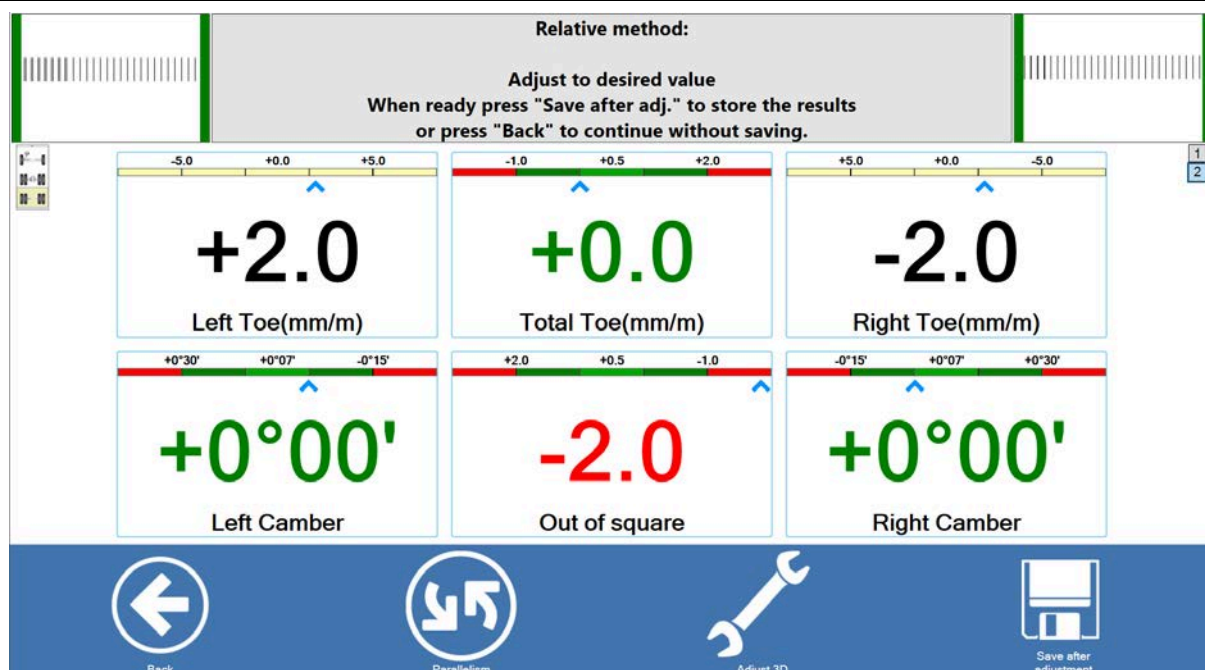 Relative method:
Adjust to desired value
When ready press "Save after adj." to store the results
or press "Back" to continue without saving.
1
2
-5.0 +0.0 +5.0
+2.0
Left Toe(mm/m)
-1.0 +0.5 +2.0
+0.0
Total Toe(mm/m)
+5.0 +0.0 -5.0
-2.0
Right Toe(mm/m)
+0°30' +0°07' -0°15'
+0°00'
Left Camber
+2.0 +0.5 -1.0
-2.0
Out of square
-0°15' +0°07' +0°30'
+0°00'
Right Camber
Back
Parallelism
Adjust 3D
Save after
adjustment